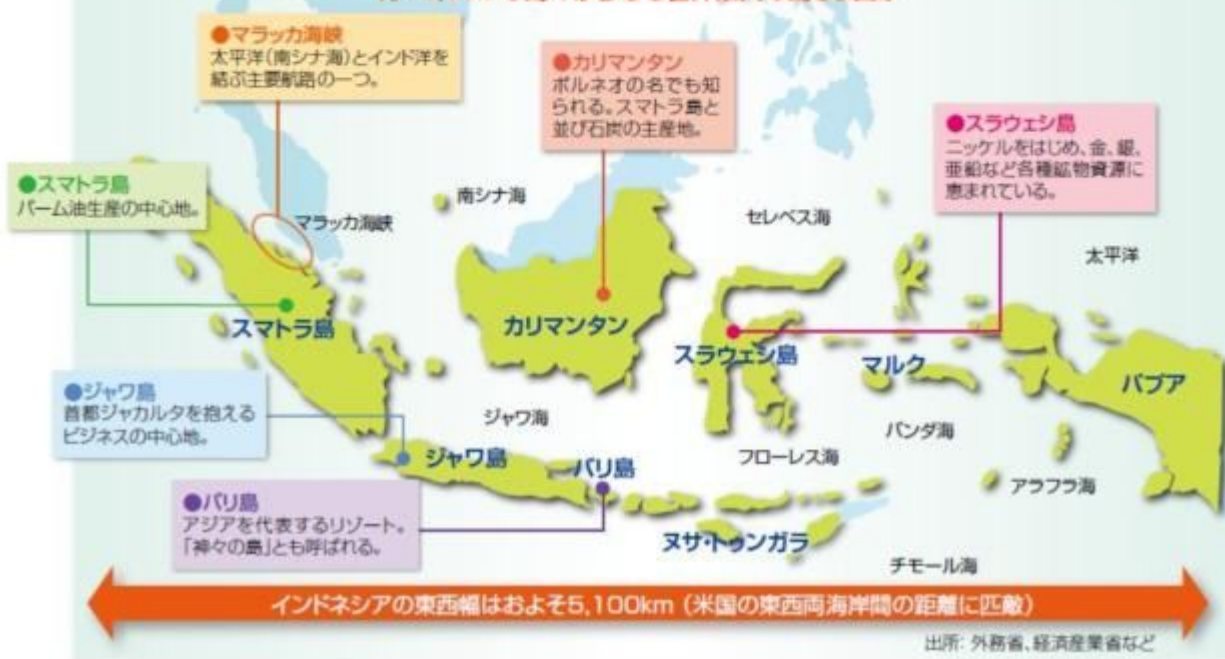 ●マラッカ海峡
太平洋(南シナ海)とインド洋を
結ぶ主要航路の一つ。
●カリマンタン
ボルネオの名でも知
られる。スマトラ島と
並び石炭の主産地。
●スラウェシ島
ニッケルをはじめ、金、銀、
亜鉛など各種鉱物資源に
恵まれている。
●スマトラ島
パーム油生産の中心地。
南シナ海
マラッカ海峡
セレベス海
太平洋
スマトラ島
カリマンタン
スラウェシ島
マルク
パプア
●ジャワ島
首都ジャカルタを抱える
ビジネスの中心地。
ジャワ海
バンダ海
ジャワ島
バリ島
フローレス海
アラフラ海
●バリ島
アジアを代表するリゾート。
「神々の島」とも呼ばれる。
ヌサ・トゥンガラ
チモール海
インドネシアの東西幅はおよそ5,100km(米国の東西両海岸間の距離に匹敵)
出所: 外務省、経済産業省など